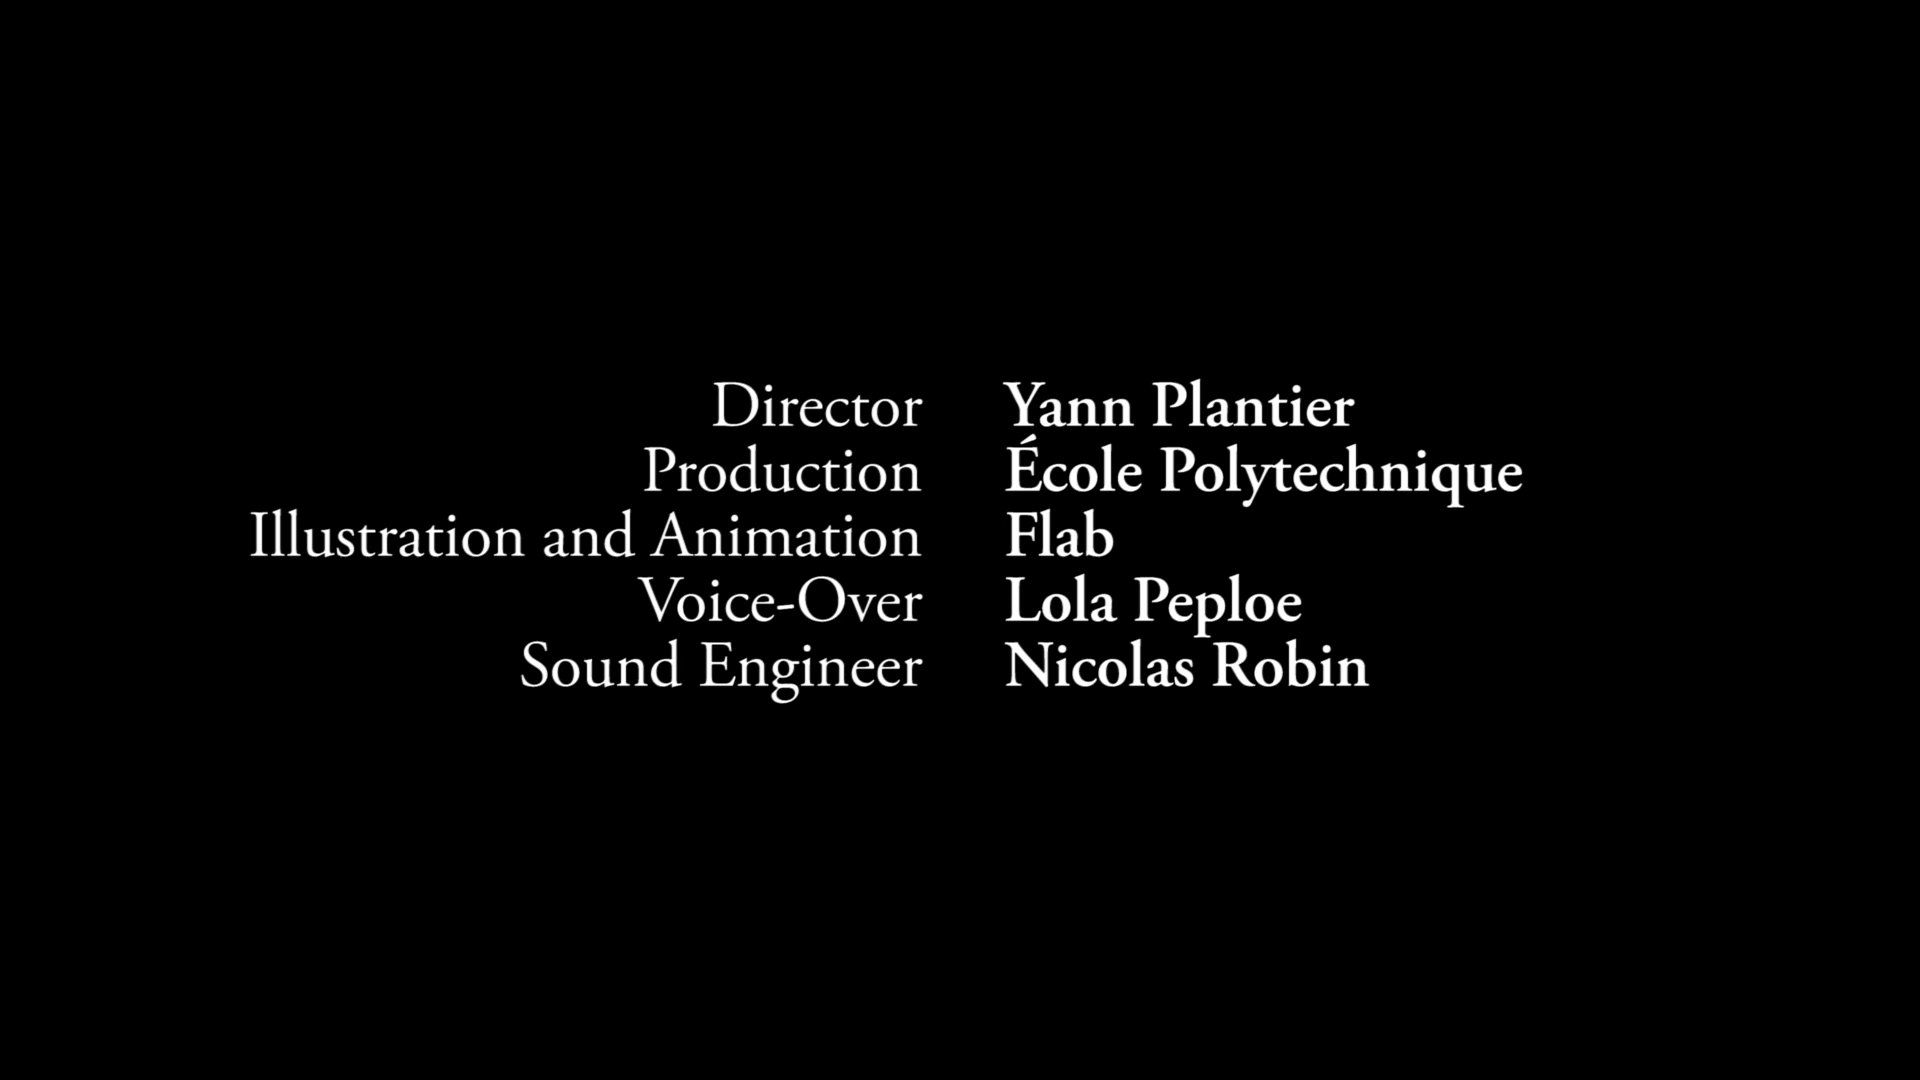 Director Yann Plantier
Production École Polytechnique
Illustration and Animation Flab
Voice-Over Lola Peploe
Sound Engineer Nicolas Robin